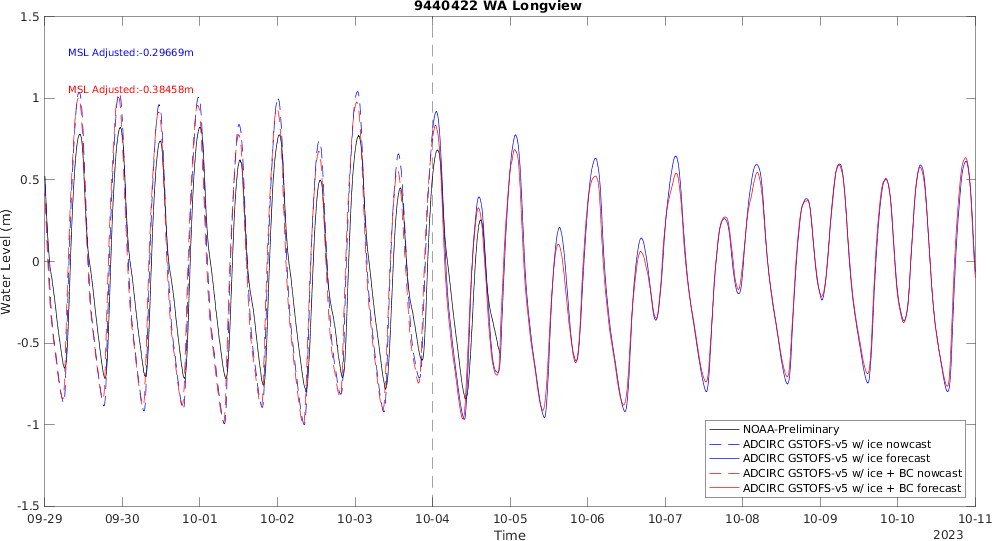 9440422 WA Longview
MSL Adjusted:-0.29669m
MSL Adjusted:-0.38458m
Water Level (m)
1.5
1
0.5
0
-0.5
-1
-1.5
NOAA-Preliminary
ADCIRC GSTOFS-v5 w/ ice nowcast
ADCIRC GSTOFS-v5 w/ ice forecast
ADCIRC GSTOFS-v5 w/ ice + BC nowcast
ADCIRC GSTOFS-v5 w/ ice + BC forecast
09-29 09-30 10-01 10-02 10-03 10-04 10-05 10-06 10-07 10-08 10-09 10-10 10-11
Time
2023